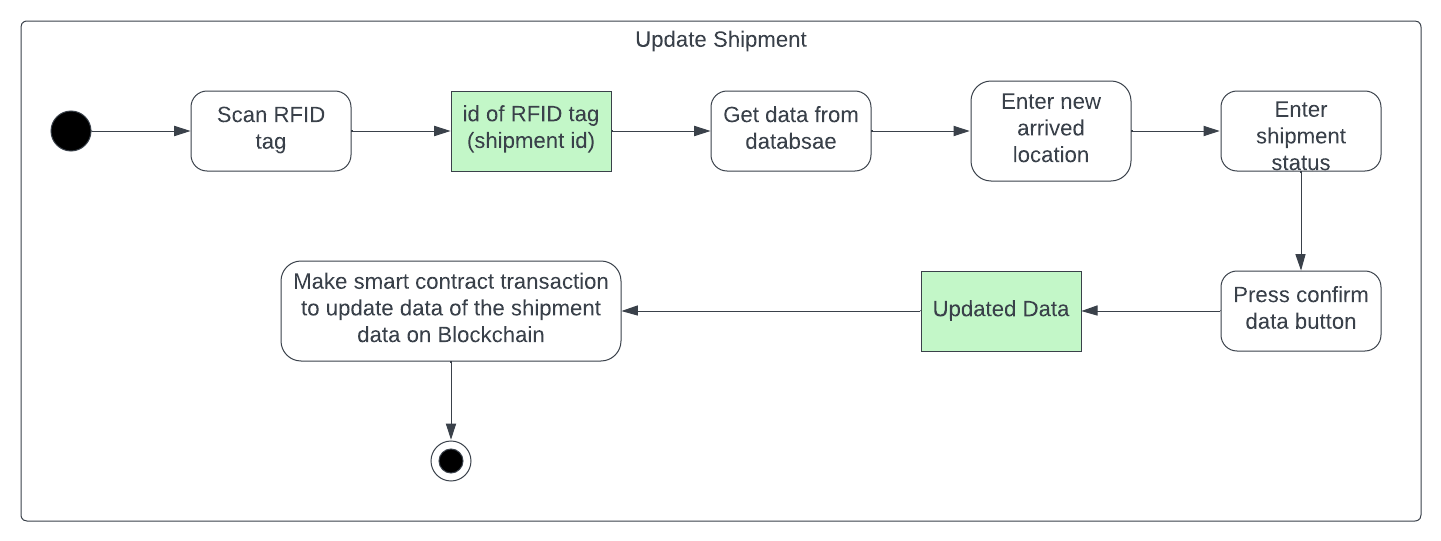 Update Shipment
Scan RFID
tag
id of RFID tag
(shipment id)
Get data from
databsae
Enter new
arrived
location
Enter
shipment
status
Make smart contract transaction
to update data of the shipment
data on Blockchain
Updated Data
Press confirm
data button